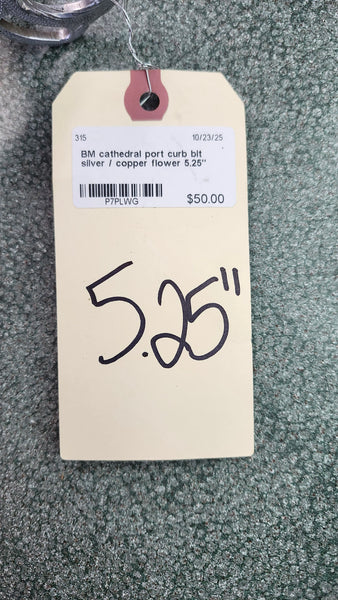 315 10/23/25
BM cathedral port curb bit
silver / copper flower 5.25"
P7PLWG $50.00
5.25"